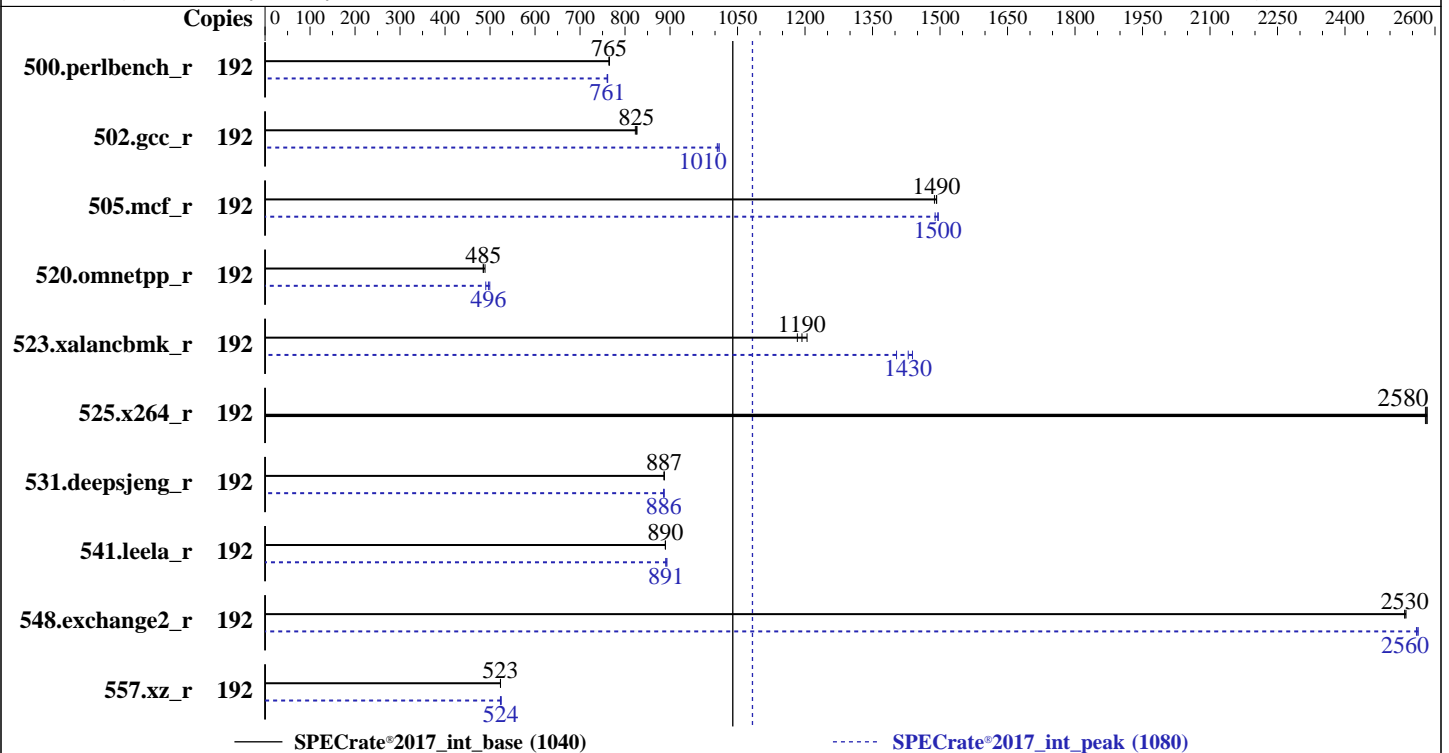 Copies 0 100 200 300 400 500 600 700 800 900 1050 1200 1350 1500 1650 1800 1950 2100 2250 2400 2600
765
500.perlbench_r 192
761
825
502.gcc_r 192
1010
1490
505.mcf_r 192
1500
485
520.omnetpp_r 192
496
1190
523.xalancbmk_r 192
1430
2580
525.x264_r 192
887
531.deepsjeng_r 192
886
890
541.leela_r 192
891
2530
548.exchange2_r 192
2560
523
557.xz_r 192
524
SPECrate®2017_int_base (1040) SPECrate®2017_int_peak (1080)